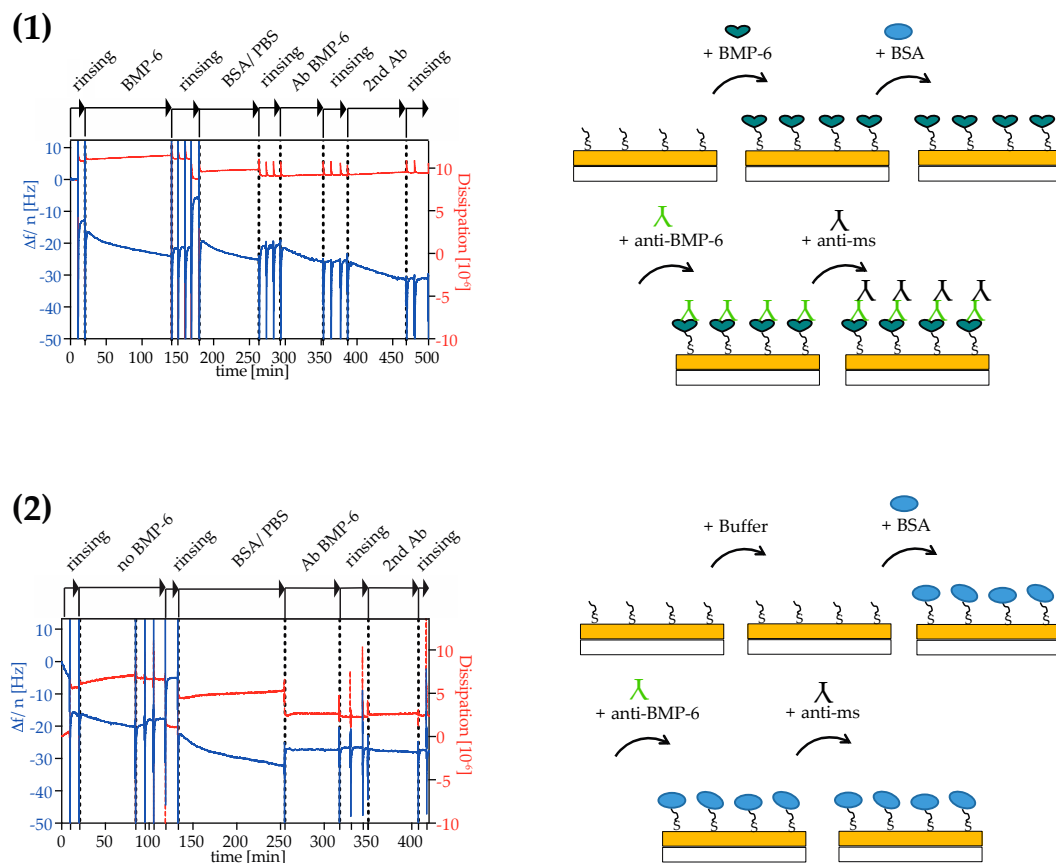 (1)
rinsing
BMP-6
rinsing
BSA/ PBS
rinsing
Ab BMP-6
rinsing
2nd Ab
rinsing
10
0
-10
-20
-30
-40
-50
Δf/ n [Hz]
10
5
0
-5
-10
Dissipation [10⁻⁶]
0 50 100 150 200 250 300 350 400 450 500
time [min]
+ BMP-6
+ BSA
S S S S
S S S S
S S S S
+ anti-BMP-6
+ anti-ms
S S S S
S S S S
(2)
rinsing
no BMP-6
rinsing
BSA/ PBS
Ab BMP-6
rinsing
2nd Ab
rinsing
10
0
-10
-20
-30
-40
-50
Δf/ n [Hz]
10
5
0
-5
-10
Dissipation [10⁻⁶]
0 50 100 150 200 250 300 350 400
time [min]
+ Buffer
+ BSA
S S S S
S S S S
S S S S
+ anti-BMP-6
+ anti-ms
S S S S
S S S S